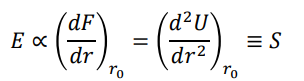 E ∝ (dF/dr)_{r_0} = (d²U/dr²)_{r_0} ≡ S